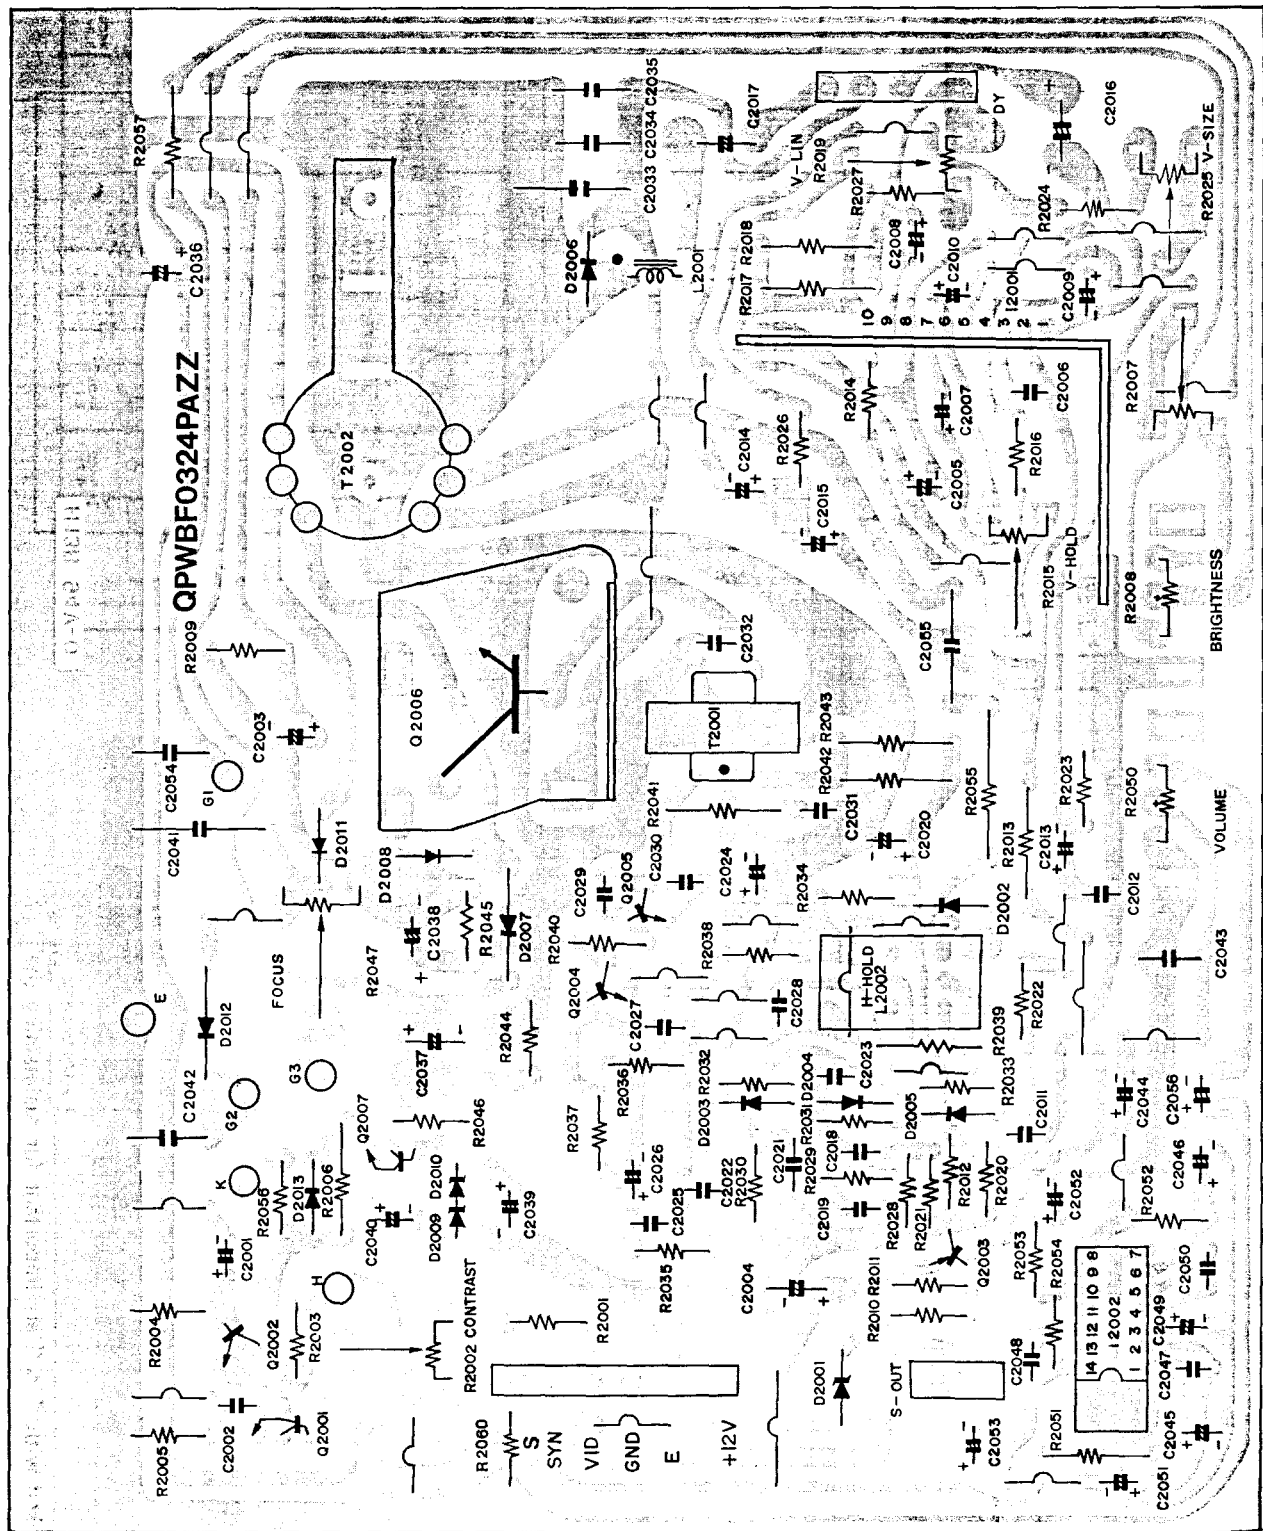 R2057
C2036
+
QPWBF0324PAZZ
R2009
C2003
-
+
C2054
G1
C2041
D2011
FOCUS
R2047
E
D2012
C2042
G2
G3
K
R2056
D2013
R2006
C2001
+
-
H
R2004
Q2002
R2003
R2005
C2002
Q2001
T2002
Q2006
D2008
C2038
+
-
R2045
D2007
R2040
C2037
+
-
R2044
Q2007
R2046
C2040
+
-
D2009
D2010
C2039
+
-
R2002 CONTRAST
R2001
R2060
S
SYN
VID
GND
E
+12V
C2035
C2034
C2033
C2017
D2006
L2001
C2032
T2001
R2041
C2030
Q2005
C2029
C2024
+
-
Q2004
R2038
C2027
C2028
R2036
R2037
R2032
D2003
C2026
+
-
C2022
R2030
C2025
R2035
C2004
-
+
V-LIN
R2019
R2027
DY
+
-
C2016
R2025 V-SIZE
R2024
R2018
R2017
C2008
+
-
C2010
+
-
I2001
C2009
-
+
10
9
8
7
6
5
4
3
2
1
R2014
C2007
+
-
C2006
R2007
R2026
C2014
-
+
C2015
-
+
C2005
+
-
R2016
R2015
V-HOLD
R2008
BRIGHTNESS
C2055
R2043
R2042
C2031
C2020
-
+
R2055
R2023
R2013
C2013
+
-
R2050
VOLUME
R2034
D2002
C2012
H-HOLD
L2002
R2022
C2043
R2039
R2033
D2004
C2023
R2031
D2005
C2011
C2044
+
-
C2056
+
-
C2021
R2029
C2018
C2019
R2028
R2021
R2012
R2020
C2052
+
-
R2052
C2046
+
-
Q2003
R2053
R2054
C2050
R2011
R2010
C2048
14 13 12 11 10 9 8
I2002
1 2 3 4 5 6 7
C2049
+
-
C2047
D2001
S-OUT
C2053
+
-
R2051
C2045
+
-
C2051
-
+